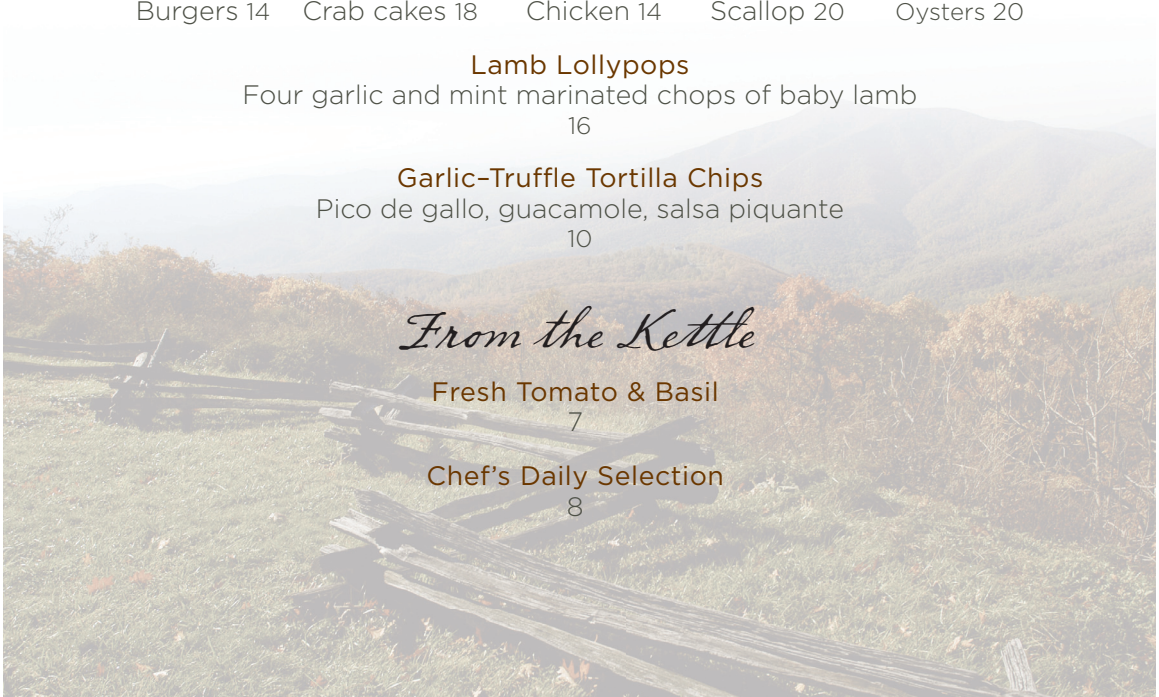 Burgers 14 Crab cakes 18 Chicken 14 Scallop 20 Oysters 20
Lamb Lollypops
Four garlic and mint marinated chops of baby lamb
16
Garlic–Truffle Tortilla Chips
Pico de gallo, guacamole, salsa piquante
10
From the Kettle
Fresh Tomato & Basil
7
Chef’s Daily Selection
8